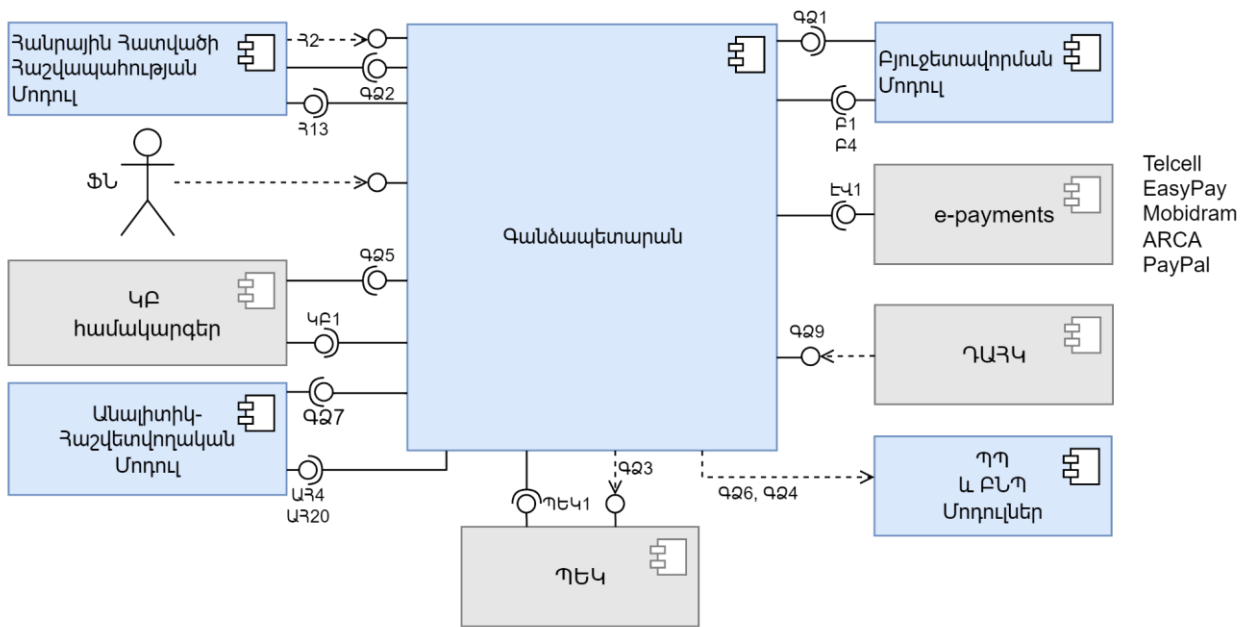 Հանրային Հատվածի
Հաշվապահության
Մոդուլ
Հ2
ԳՁ2
Հ13
ՖՆ
ԿԲ
համակարգեր
ԳՁ5
ԿԲ1
Անալիտիկ-
Հաշվետվողական
Մոդուլ
ԳՁ7
ԱՀ4
ԱՀ20
Գանձապետարան
ՊԵԿ1
ԳՁ3
ՊԵԿ
ԳՁ6, ԳՁ4
ԳՁ1
Բյուջետավորման
Մոդուլ
Բ1
Բ4
ԷՎ1
e-payments
Telcell
EasyPay
Mobidram
ARCA
PayPal
ԳՁ9
ԴԱՀԿ
ՊՊ
և ԲՆՊ
Մոդուլներ